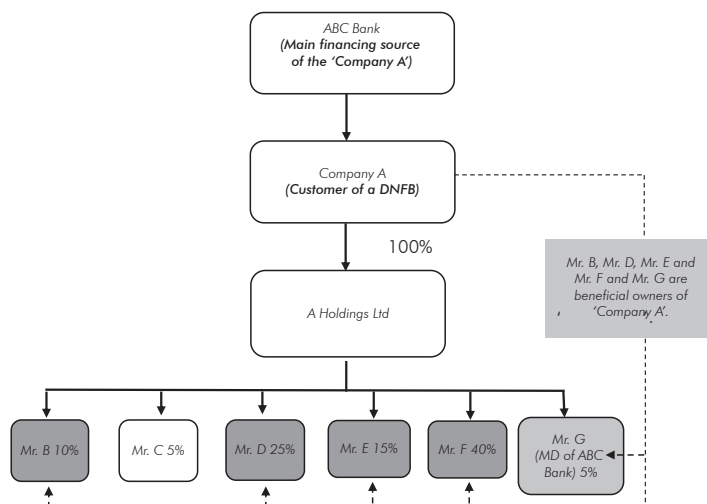 ABC Bank
(Main financing source
of the ‘Company A’)
Company A
(Customer of a DNFB)
100%
Mr. B, Mr. D, Mr. E and
Mr. F and Mr. G are
beneficial owners of
‘Company A’.
A Holdings Ltd
Mr. B 10%
Mr. C 5%
Mr. D 25%
Mr. E 15%
Mr. F 40%
Mr. G
(MD of ABC
Bank) 5%